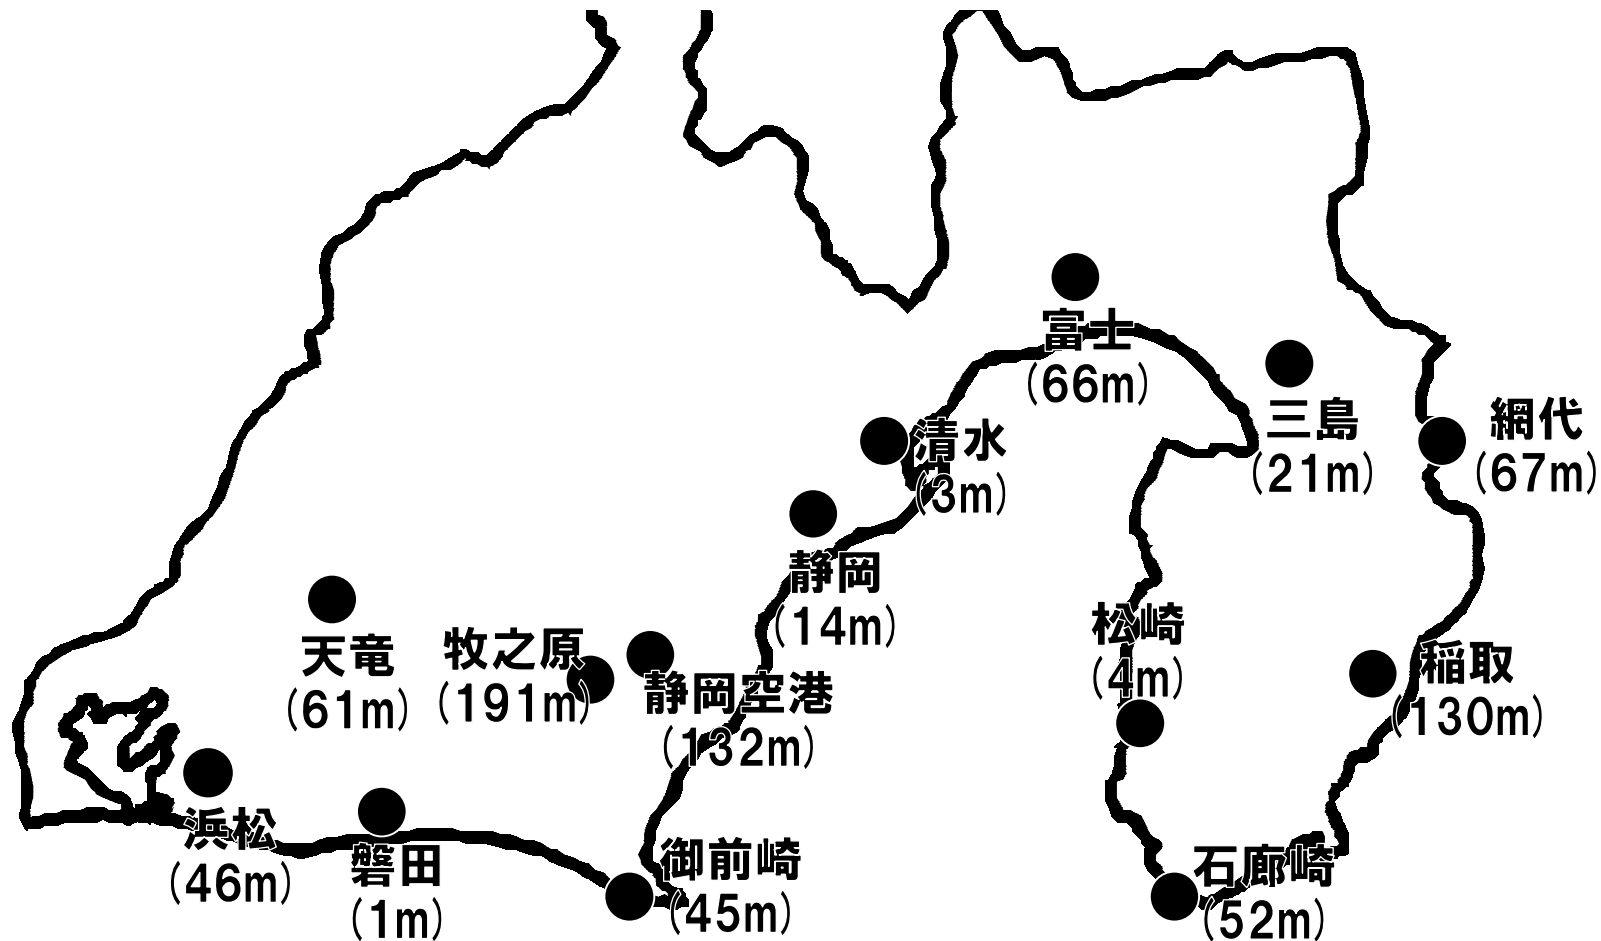 富士
(66m)
三島
(21m)
網代
(67m)
清水
(3m)
静岡
(14m)
松崎
(4m)
稲取
(130m)
天竜
(61m)
牧之原
(191m)
静岡空港
(132m)
浜松
(46m)
磐田
(1m)
御前崎
(45m)
石廊崎
(52m)